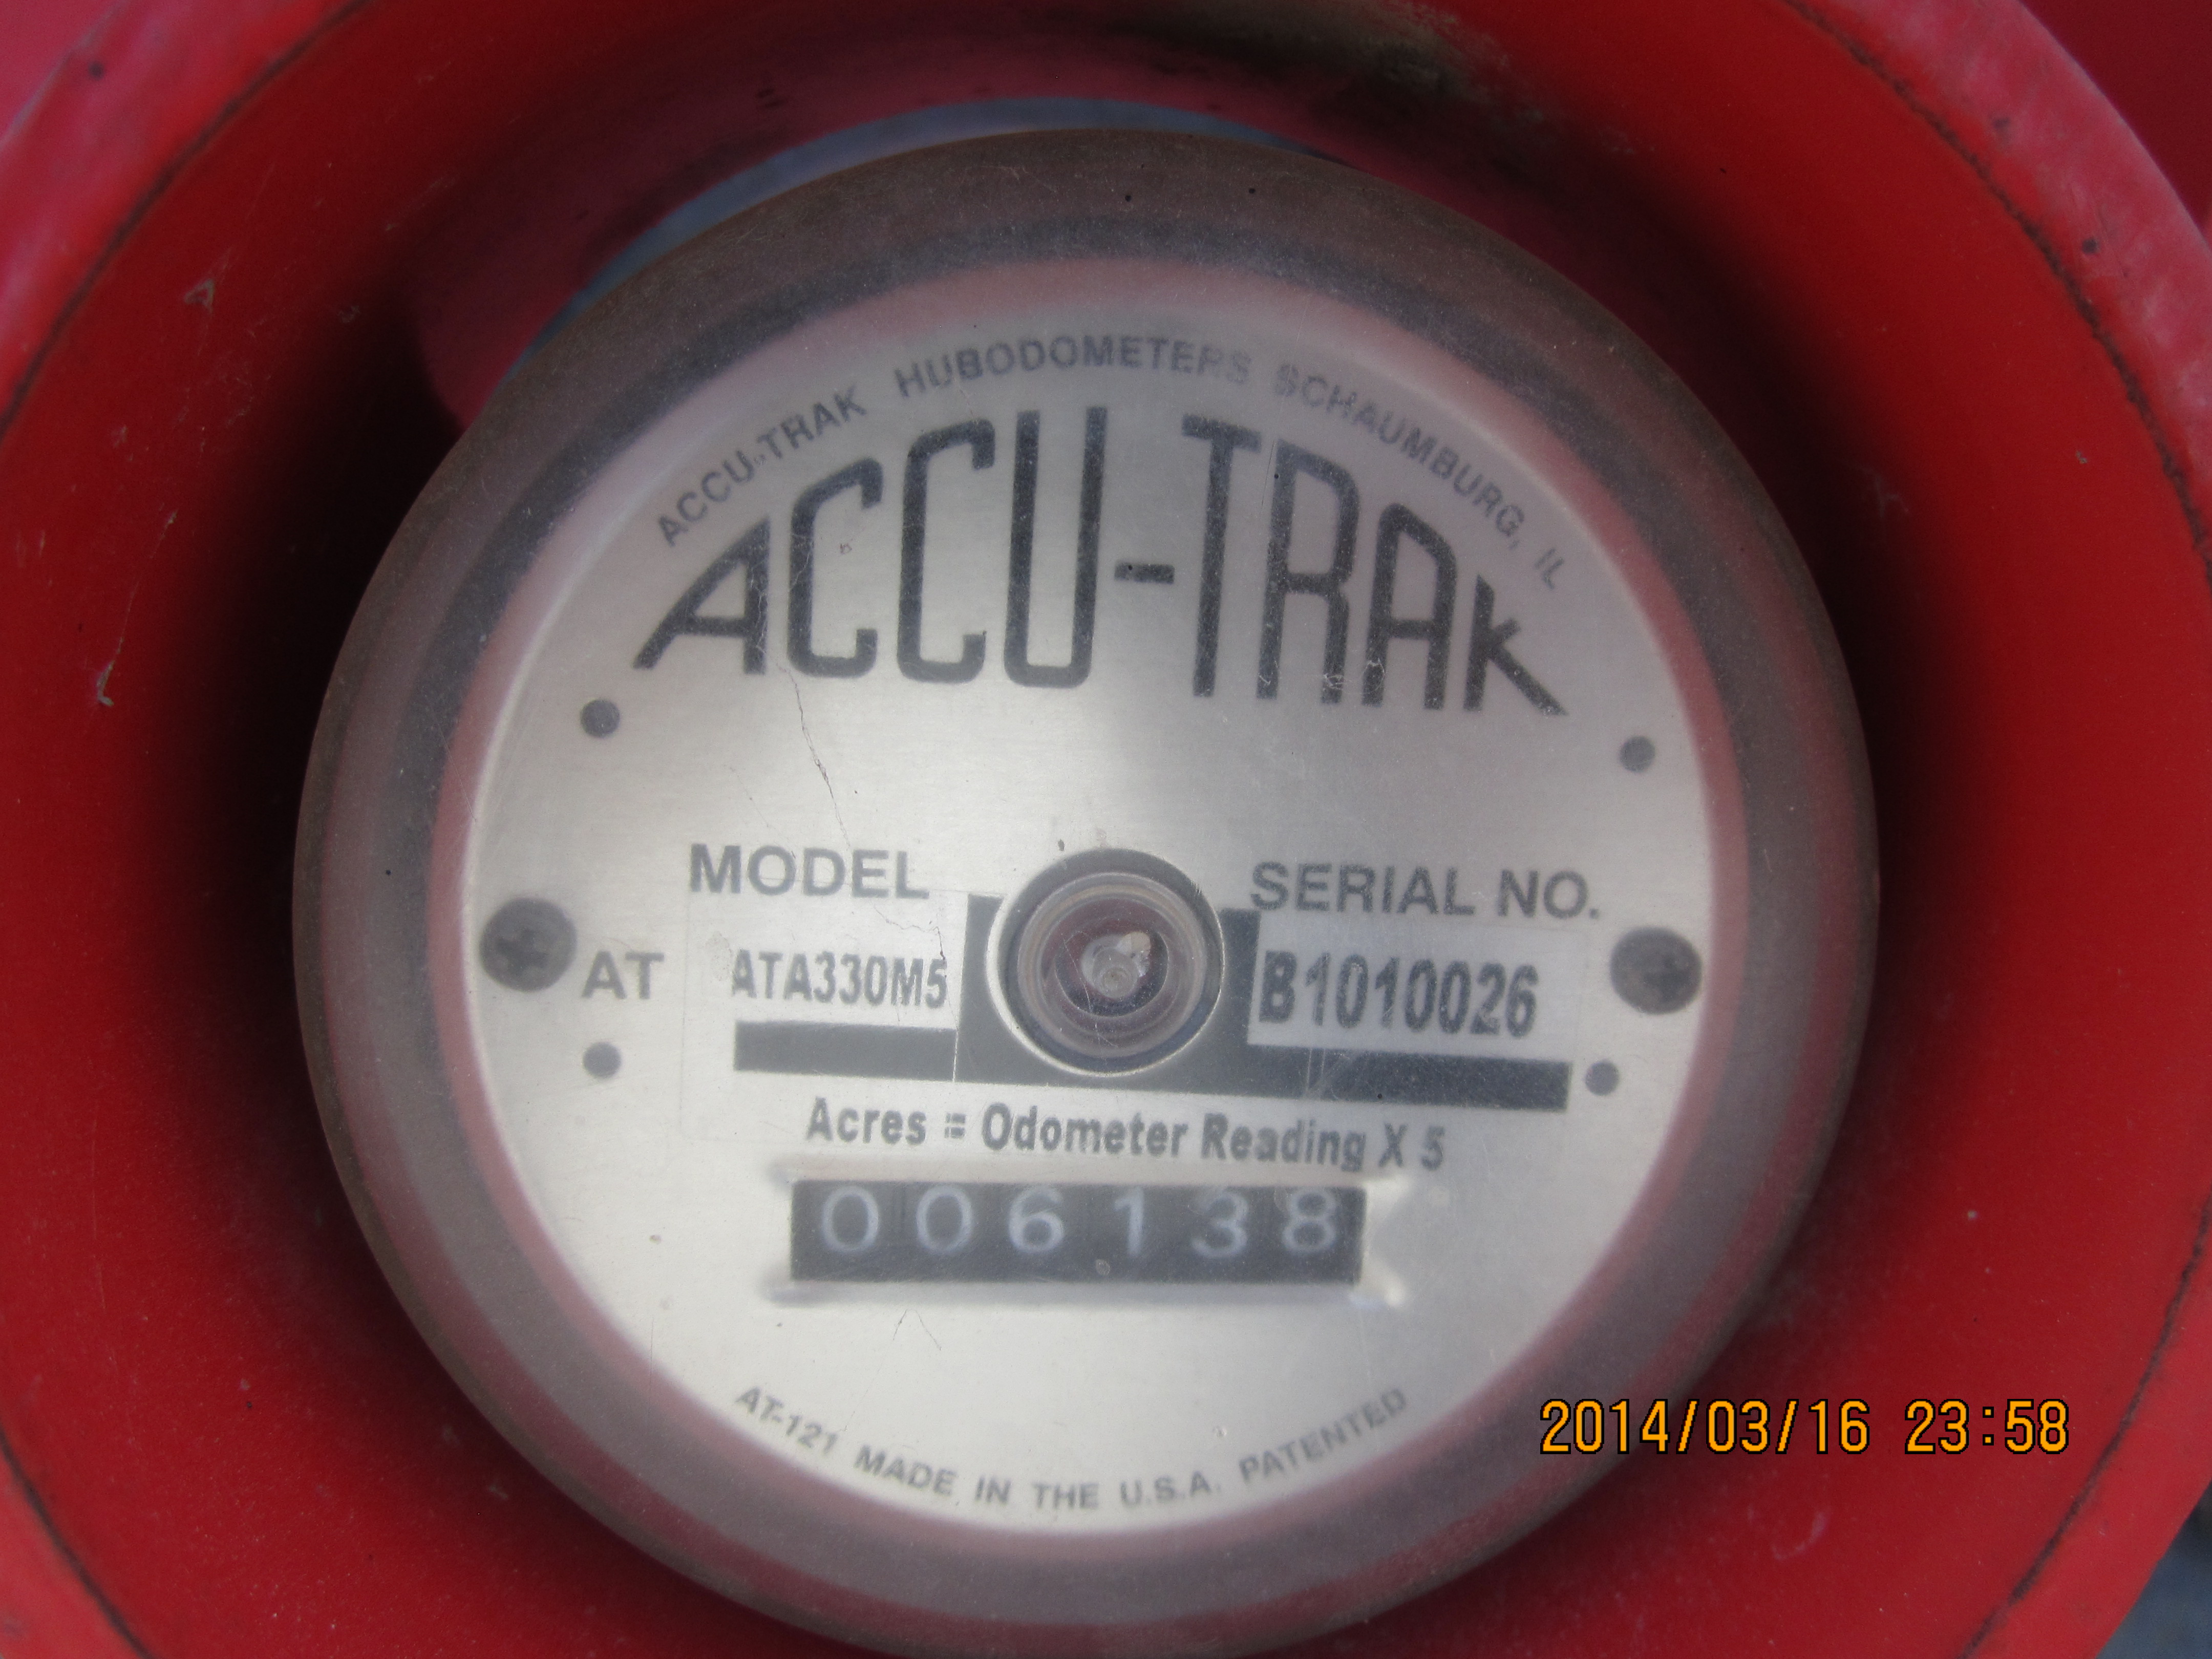 ACCU-TRAK HUBODOMETERS SCHAUMBURG, IL
ACCU-TRAK
MODEL
SERIAL NO.
AT ATA330M5
B1010026
Acres = Odometer Reading X 5
006138
AT-121 MADE IN THE U.S.A. PATENTED
2014/03/16 23:58